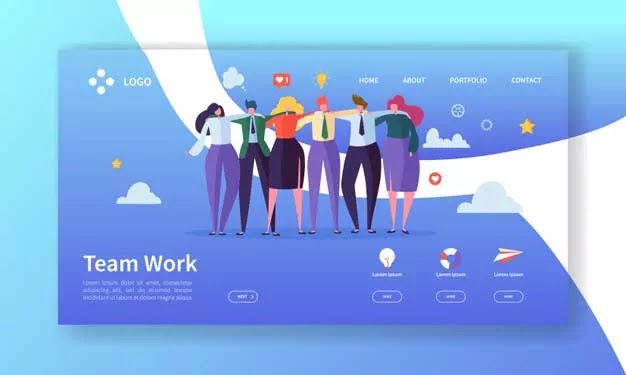 LOGO
HOME ABOUT PORTFOLIO CONTACT
Team Work
Lorem ipsum dolor sit amet, consectetur
adipiscing elit, sed do eiusmod tempor
incididunt ut labore et dolore magna aliqua.
NEXT
Lorem Ipsum Lorem Ipsum Lorem Ipsum
MORE MORE MORE